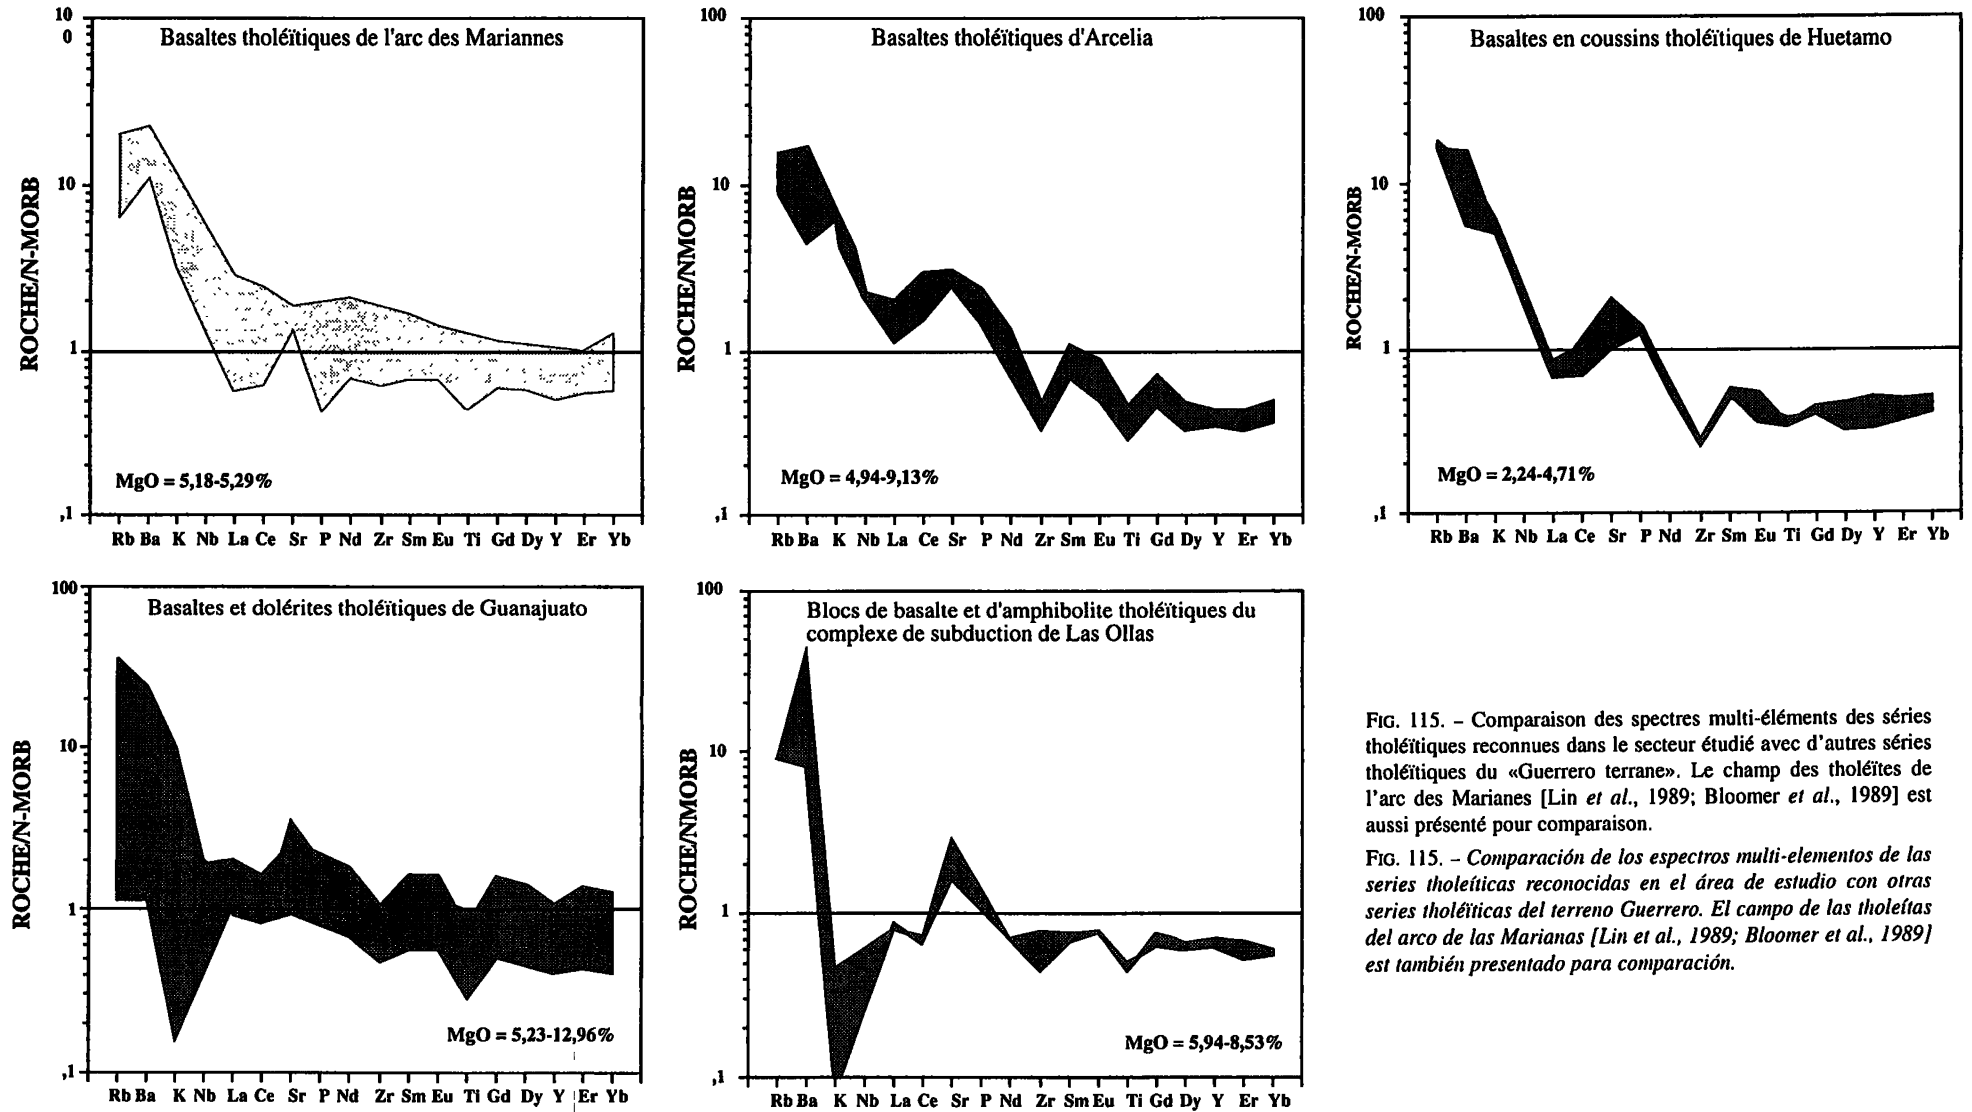 Basaltes tholéïtiques de l'arc des Mariannes
10
0
10
1
,1
ROCHE/N-MORB
MgO = 5,18-5,29%
Rb Ba K Nb La Ce Sr P Nd Zr Sm Eu Ti Gd Dy Y Er Yb
Basaltes tholéïtiques d'Arcelia
100
10
1
,1
ROCHE/NMORB
MgO = 4,94-9,13%
Rb Ba K Nb La Ce Sr P Nd Zr Sm Eu Ti Gd Dy Y Er Yb
Basaltes en coussins tholéïtiques de Huetamo
100
10
1
,1
ROCHE/N-MORB
MgO = 2,24-4,71%
Rb Ba K Nb La Ce Sr P Nd Zr Sm Eu Ti Gd Dy Y Er Yb
Basaltes et dolérites tholéïtiques de Guanajuato
100
10
1
,1
ROCHE/N-MORB
MgO = 5,23-12,96%
Rb Ba K Nb La Ce Sr P Nd Zr Sm Eu Ti Gd Dy Y Er Yb
Blocs de basalte et d'amphibolite tholéïtiques du
complexe de subduction de Las Ollas
100
10
1
,1
ROCHE/NMORB
MgO = 5,94-8,53%
Rb Ba K Nb La Ce Sr P Nd Zr Sm Eu Ti Gd Dy Y Er Yb
FIG. 115. – Comparaison des spectres multi-éléments des séries
tholéïtiques reconnues dans le secteur étudié avec d'autres séries
tholéïtiques du «Guerrero terrane». Le champ des tholéïtes de
l'arc des Marianes [Lin et al., 1989; Bloomer et al., 1989] est
aussi présenté pour comparaison.
FIG. 115. – Comparación de los espectros multi-elementos de las
series tholeíticas reconocidas en el área de estudio con otras
series tholéïticas del terreno Guerrero. El campo de las tholeítas
del arco de las Marianas [Lin et al., 1989; Bloomer et al., 1989]
est también presentado para comparación.